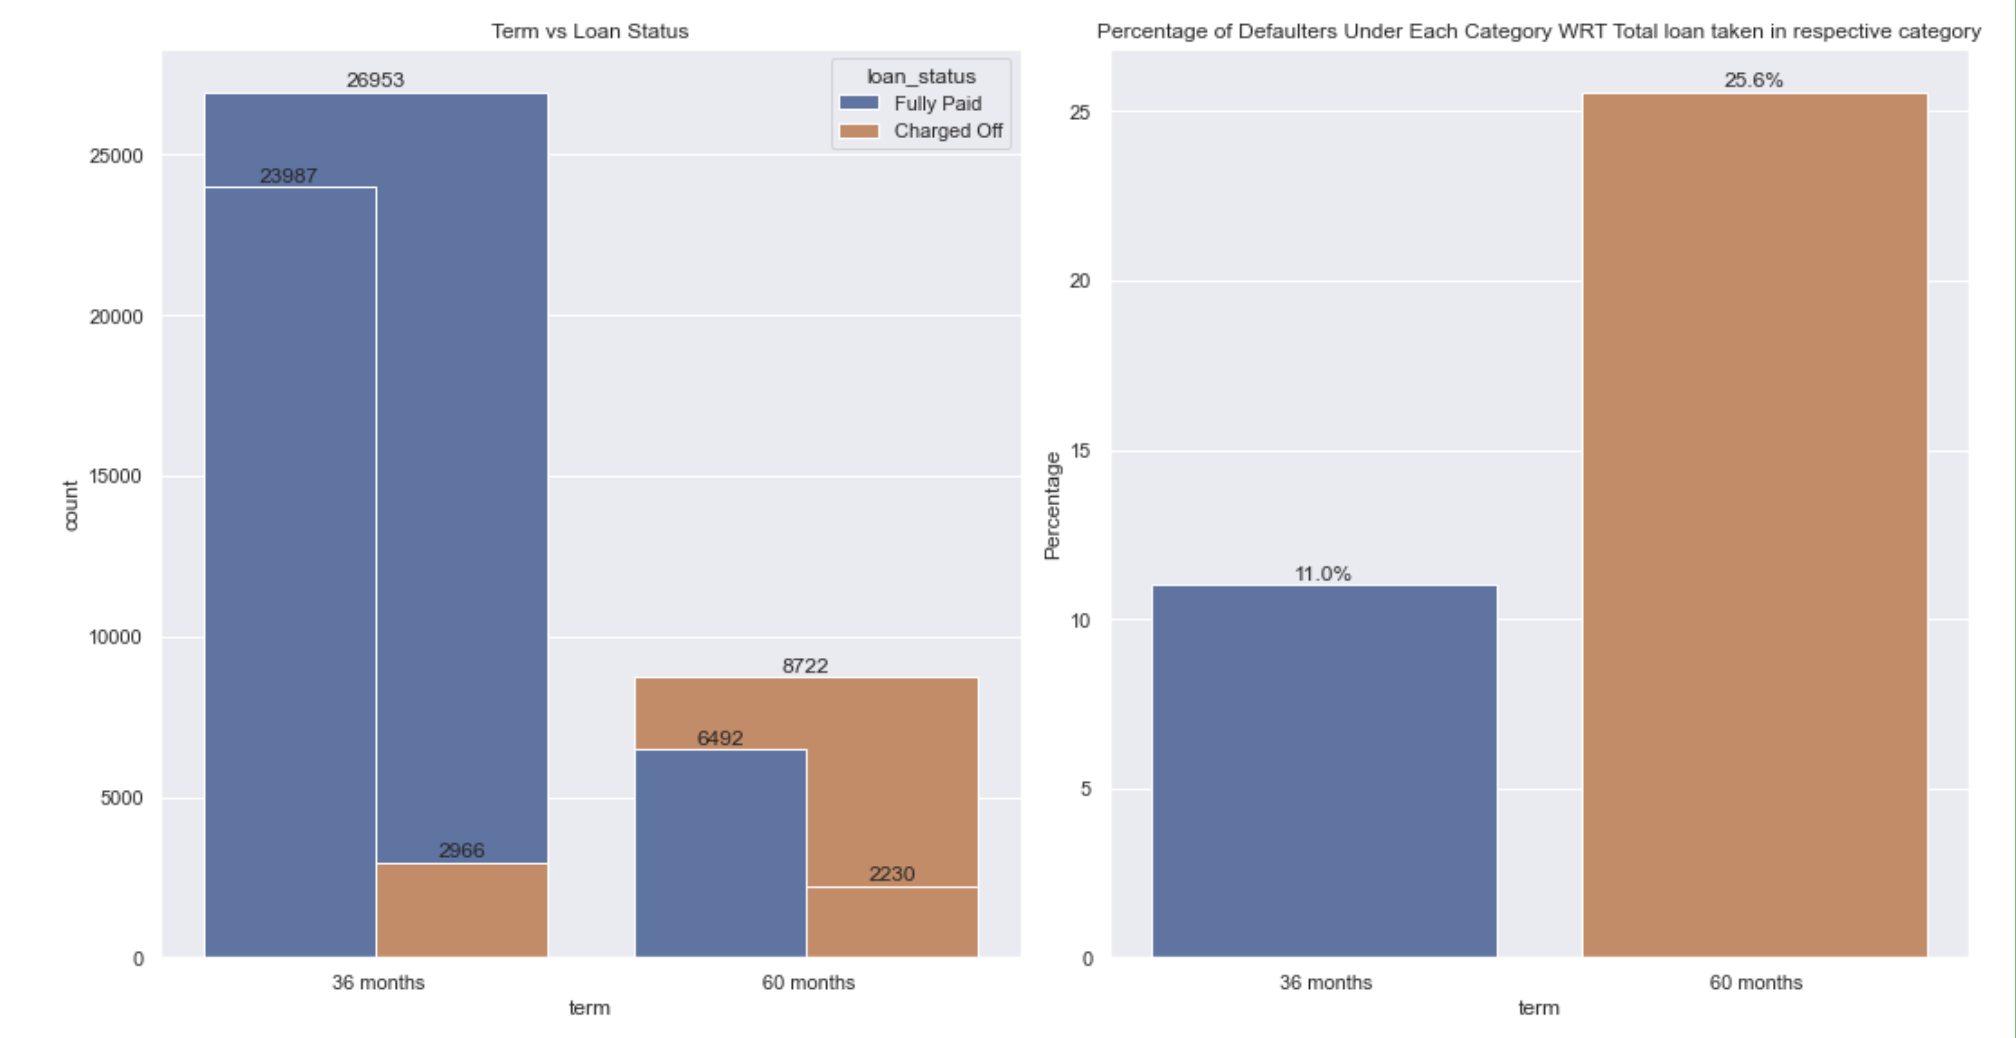 Term vs Loan Status
26953
loan_status
Fully Paid
Charged Off
25000
23987
20000
15000
count
10000
8722
6492
5000
2966
2230
0
36 months
60 months
term
Percentage of Defaulters Under Each Category WRT Total loan taken in respective category
25.6%
25
20
15
Percentage
11.0%
10
5
0
36 months
60 months
term